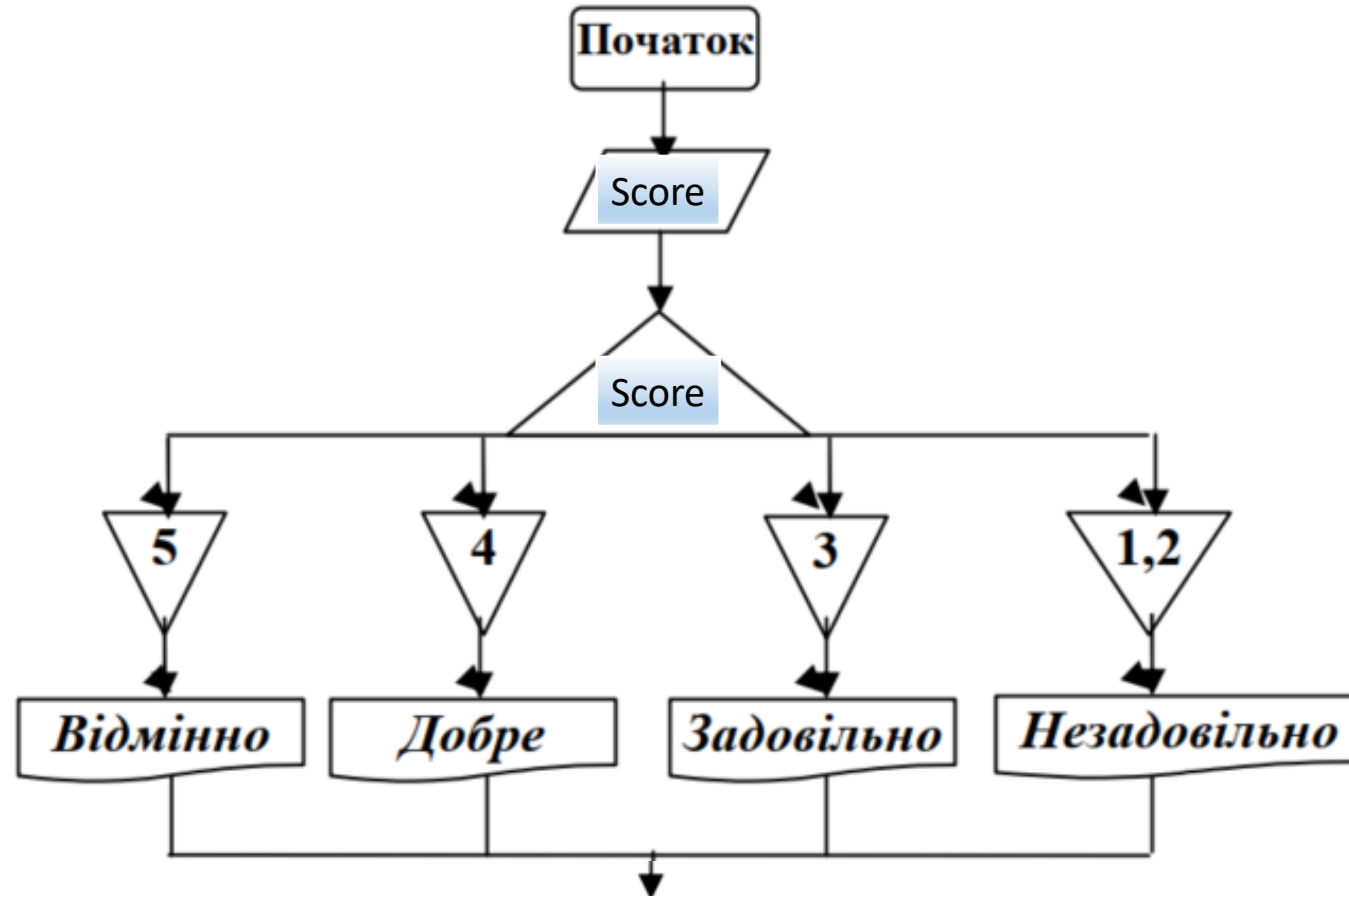 Початок
Score
Score
5
4
3
1,2
Відмінно
Добре
Задовільно
Незадовільно